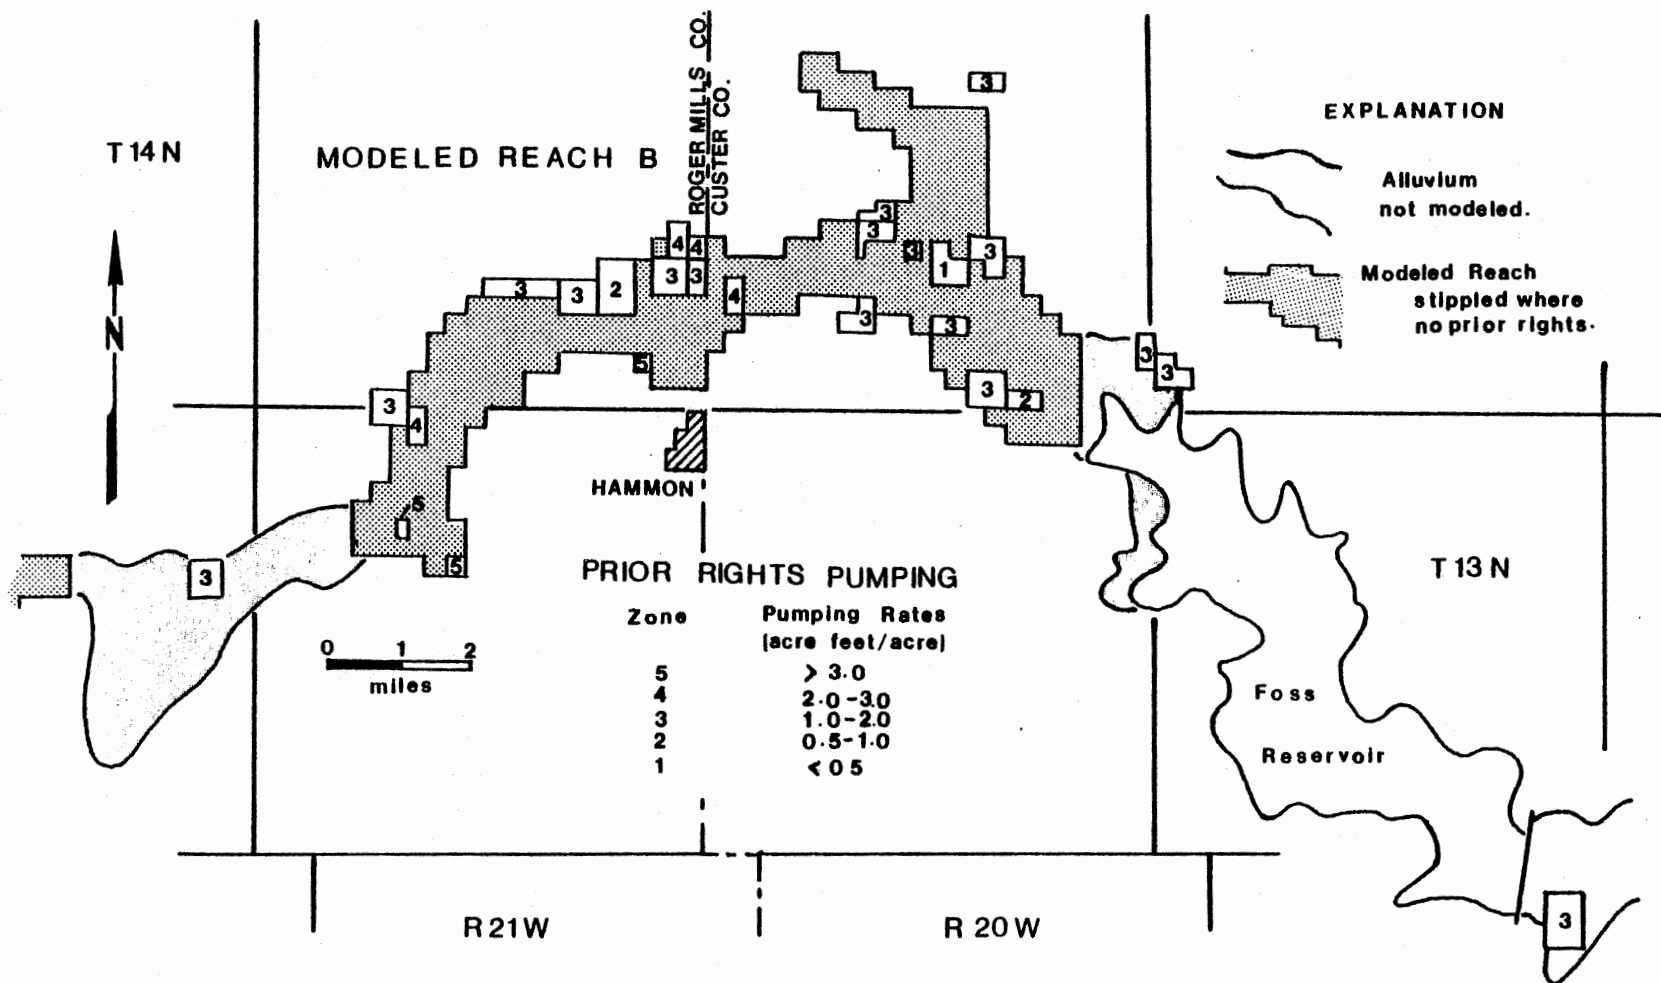 ROGER MILLS CO.
CUSTER CO.
3
EXPLANATION
T14N
MODELED REACH B
Alluvium
not modeled.
3
3
4
4
3
3
3
1
Modeled Reach
stippled where
no prior rights.
3
3
2
3
3
4
3
3
N
5
3
3
3
3
2
4
HAMMON
5
3
5
PRIOR RIGHTS PUMPING
T13N
Zone
Pumping Rates
(acre feet/acre)
0 1 2
miles
5 > 3.0
4 2.0-3.0
3 1.0-2.0
2 0.5-1.0
1 < 0 5
Foss
Reservoir
R21W
R 20W
3